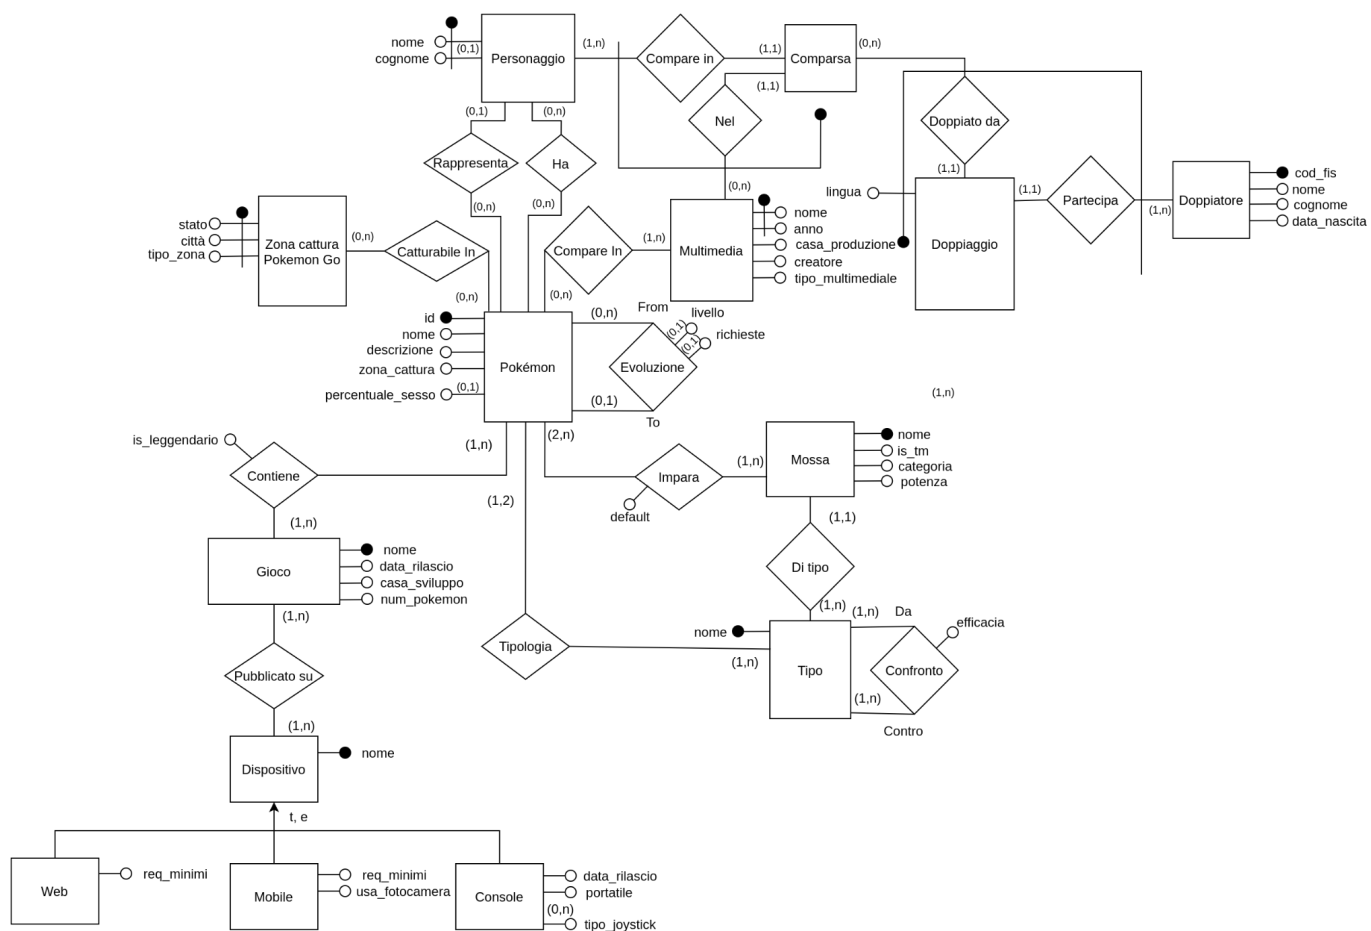 nome
cognome
(0,1)
Personaggio
(1,n)
Compare in
(1,1)
Comparsa
(0,n)
(1,1)
(0,1)
(0,n)
Nel
Doppiato da
Rappresenta
Ha
(1,1)
Partecipa
cod_fis
nome
cognome
data_nascita
Doppiatore
(1,n)
(1,1)
lingua
Doppiaggio
(0,n)
(0,n)
(0,n)
stato
città
tipo_zona
Zona cattura
Pokemon Go
(0,n)
Catturabile In
Compare In
(1,n)
Multimedia
nome
anno
casa_produzione
creatore
tipo_multimediale
(0,n)
(0,n)
id
nome
descrizione
zona_cattura
percentuale_sesso
(0,1)
Pokémon
From
livello
(0,n)
(0,1)
(0,1)
richieste
Evoluzione
(0,1)
To
(1,n)
is_leggendario
(1,n)
(2,n)
Contiene
Impara
(1,n)
Mossa
nome
is_tm
categoria
potenza
(1,2)
default
(1,n)
(1,1)
Gioco
nome
data_rilascio
casa_sviluppo
num_pokemon
Di tipo
(1,n)
(1,n)
(1,n)
Da
efficacia
nome
Tipologia
(1,n)
Tipo
Confronto
(1,n)
Contro
Pubblicato su
(1,n)
Dispositivo
nome
t, e
Web
req_minimi
Mobile
req_minimi
usa_fotocamera
Console
data_rilascio
portatile
(0,n)
tipo_joystick